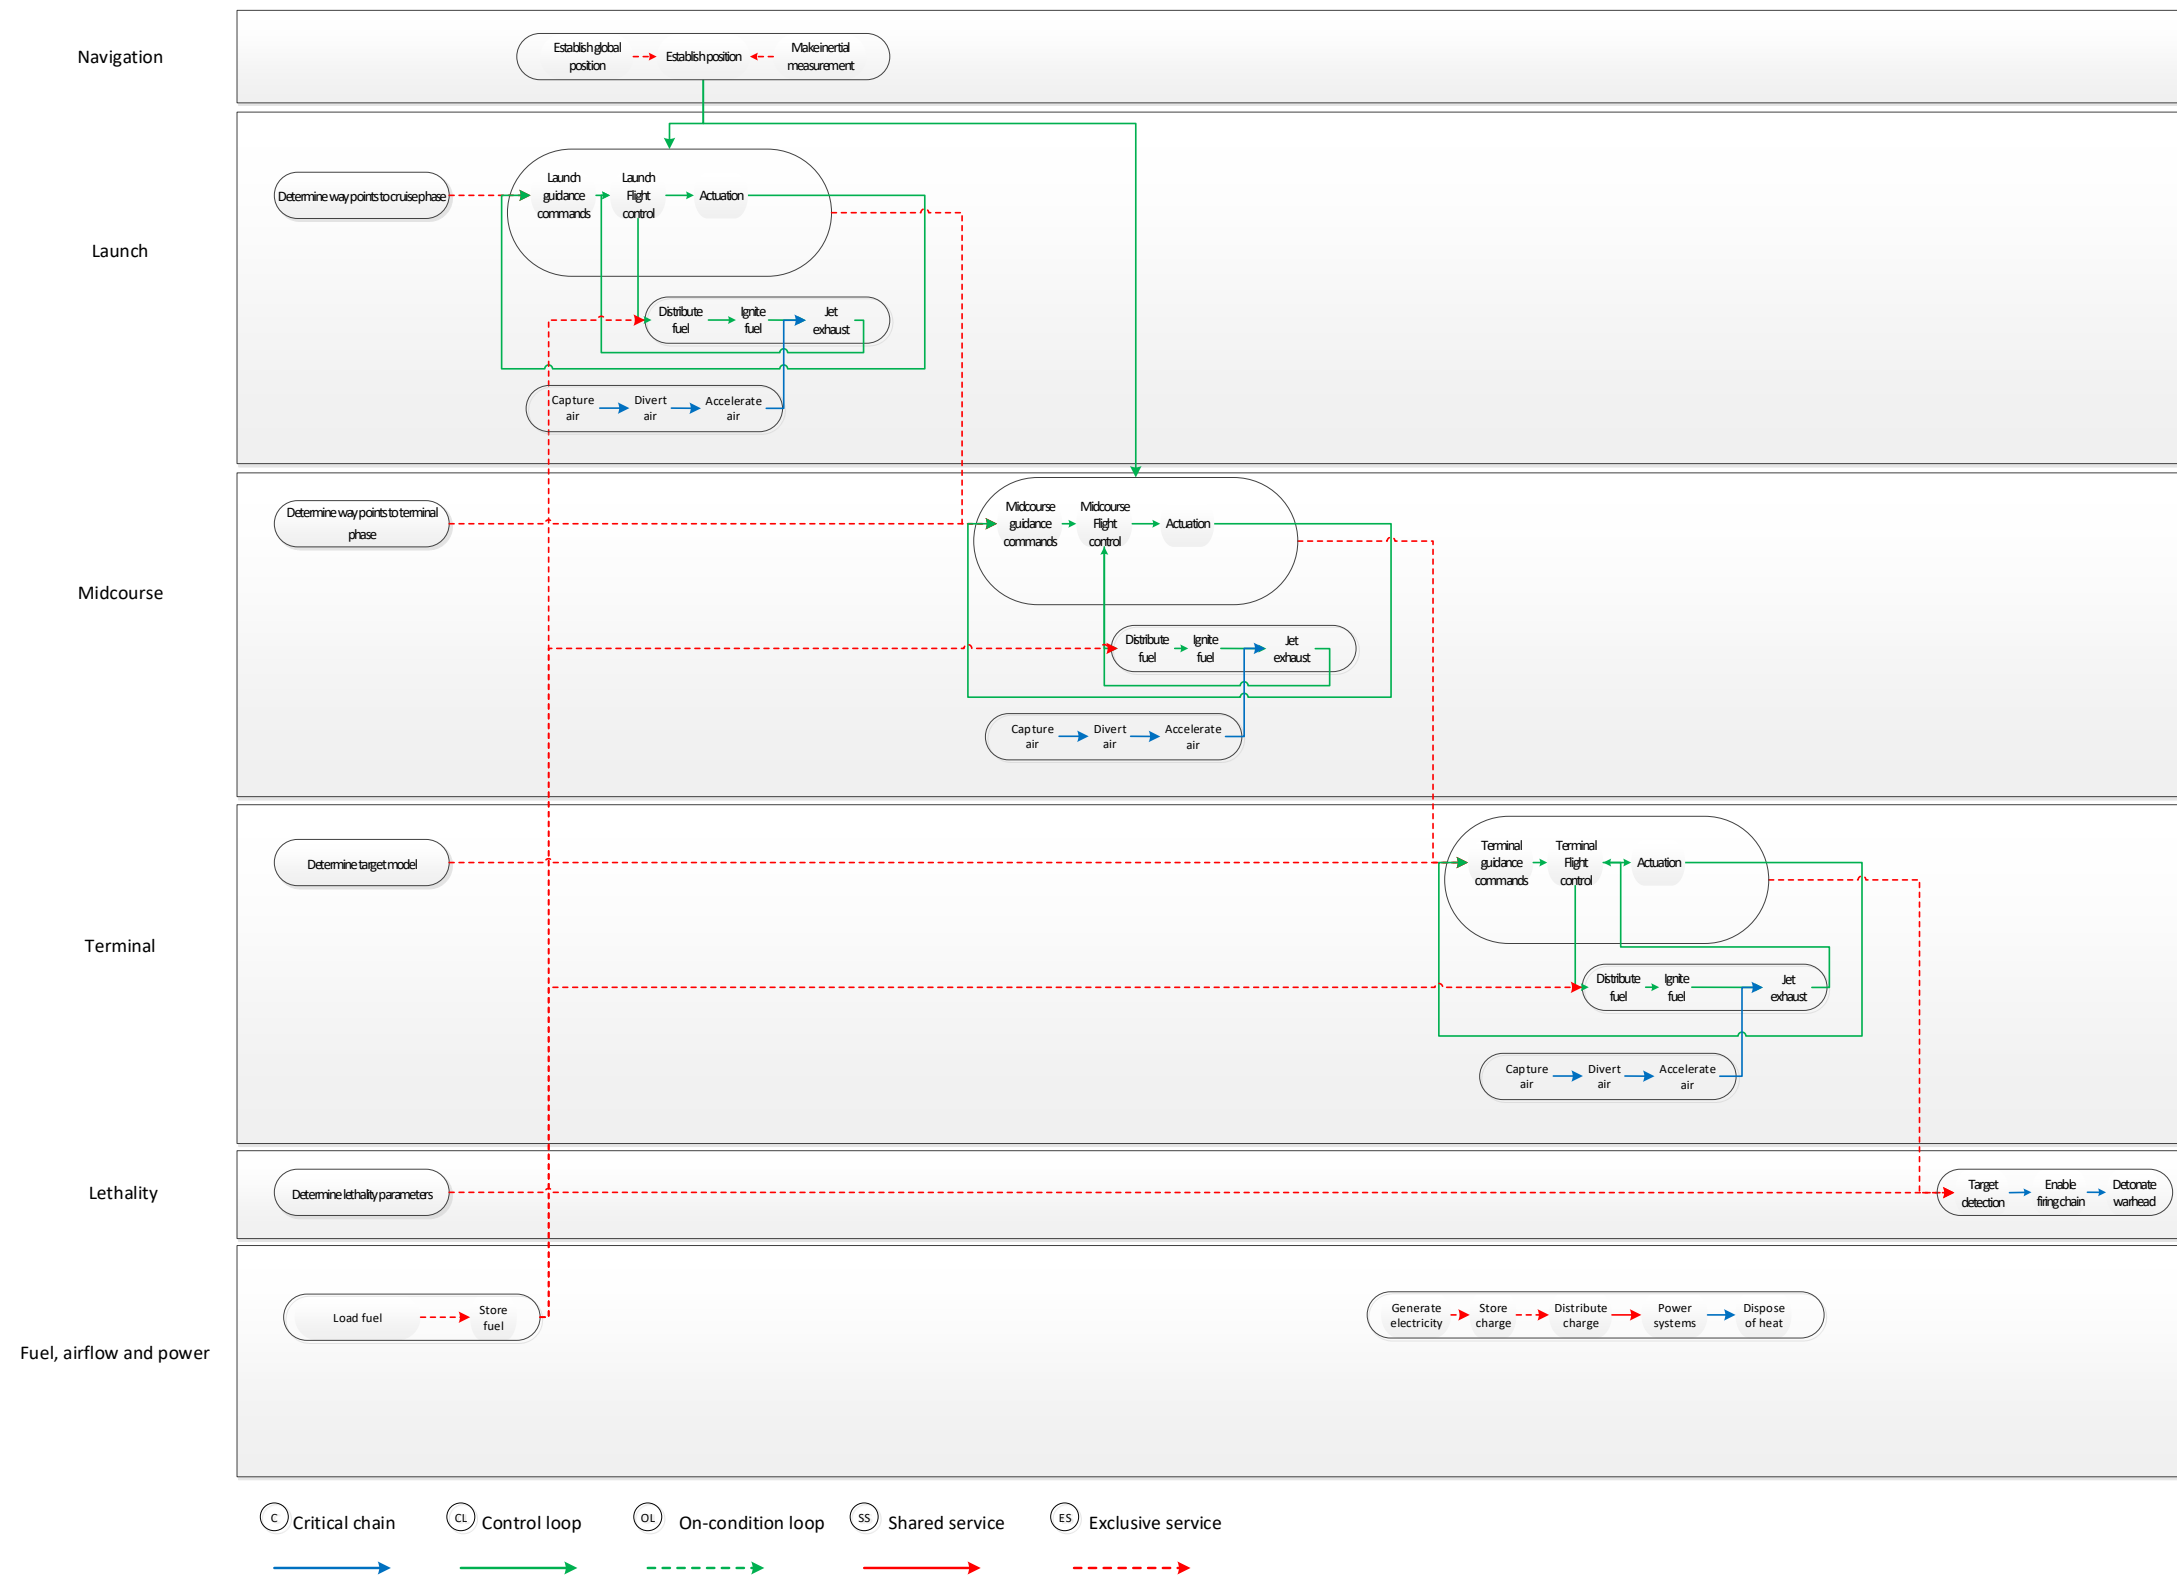 Navigation
Establish global
position
Establish position
Make inertial
measurement
Launch
Determine way points to cruise phase
Launch
guidance
commands
Launch
Flight
control
Actuation
Distribute
fuel
Ignite
fuel
Jet
exhaust
Capture
air
Divert
air
Accelerate
air
Midcourse
Determine way points to terminal
phase
Midcourse
guidance
commands
Midcourse
Flight
control
Actuation
Distribute
fuel
Ignite
fuel
Jet
exhaust
Capture
air
Divert
air
Accelerate
air
Terminal
Determine target model
Terminal
guidance
commands
Terminal
Flight
control
Actuation
Distribute
fuel
Ignite
fuel
Jet
exhaust
Capture
air
Divert
air
Accelerate
air
Lethality
Determine lethality parameters
Target
detection
Enable
firing chain
Detonate
warhead
Fuel, airflow and power
Load fuel
Store
fuel
Generate
electricity
Store
charge
Distribute
charge
Power
systems
Dispose
of heat
C Critical chain
CL Control loop
OL On-condition loop
SS Shared service
ES Exclusive service